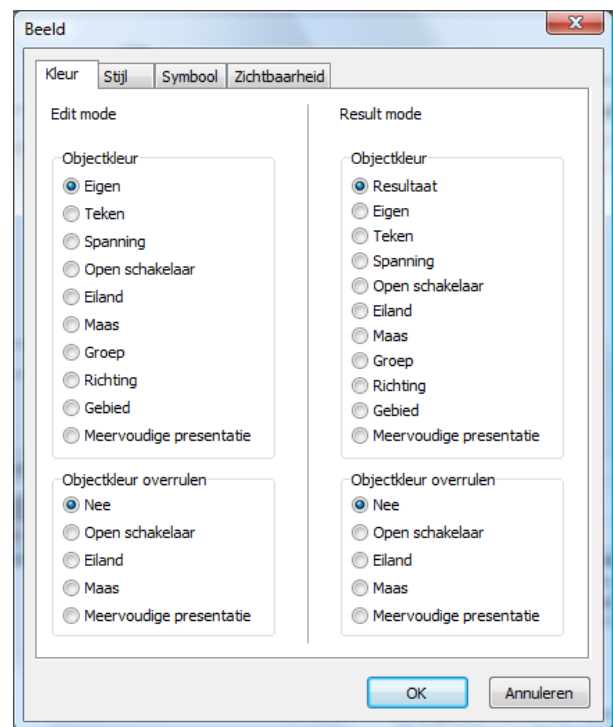 Beeld
Kleur Stijl Symbool Zichtbaarheid
Edit mode
Objectkleur
Eigen
Teken
Spanning
Open schakelaar
Eiland
Maas
Groep
Richting
Gebied
Meervoudige presentatie
Objectkleur overrulen
Nee
Open schakelaar
Eiland
Maas
Meervoudige presentatie
Result mode
Objectkleur
Resultaat
Eigen
Teken
Spanning
Open schakelaar
Eiland
Maas
Groep
Richting
Gebied
Meervoudige presentatie
Objectkleur overrulen
Nee
Open schakelaar
Eiland
Maas
Meervoudige presentatie
OK Annuleren